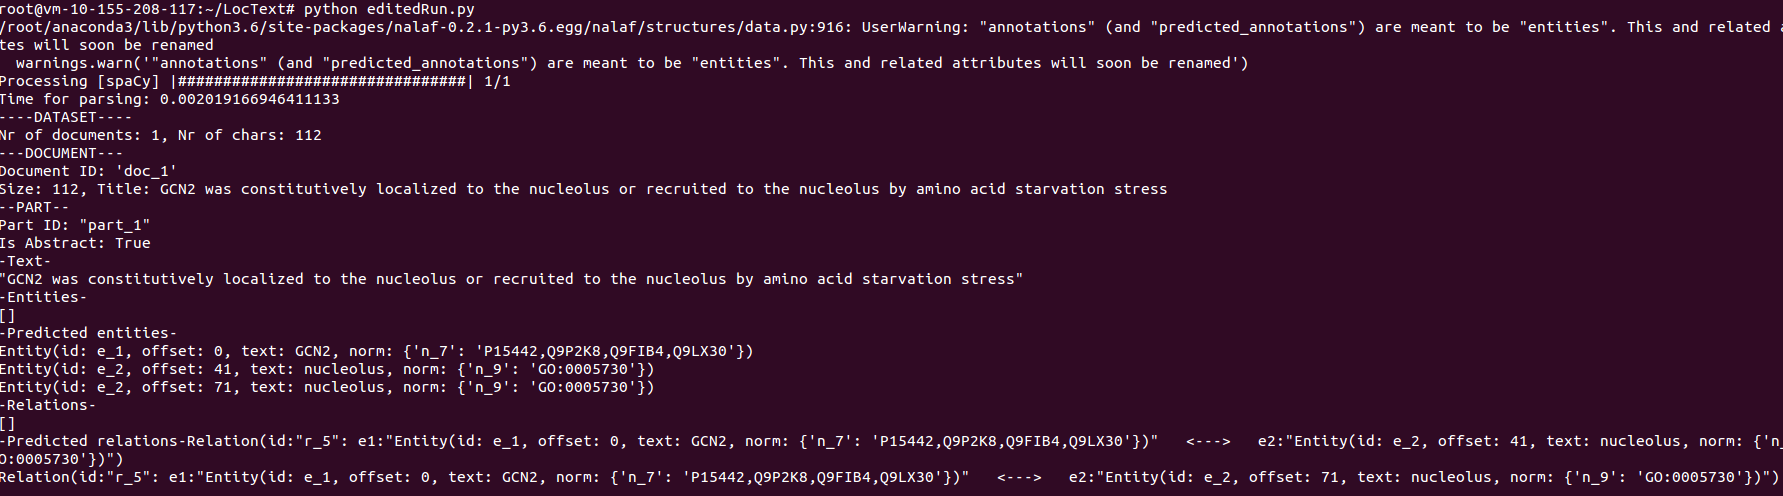 root@vm-10-155-208-117:~/LocText# python editedRun.py
/root/anaconda3/lib/python3.6/site-packages/nalaf-0.2.1-py3.6.egg/nalaf/structures/data.py:916: UserWarning: "annotations" (and "predicted_annotations") are meant to be "entities". This and related a
tes will soon be renamed
  warnings.warn('"annotations" (and "predicted_annotations") are meant to be "entities". This and related attributes will soon be renamed')
Processing [spaCy] |################################| 1/1
Time for parsing: 0.002019166946411133
----DATASET----
Nr of documents: 1, Nr of chars: 112
---DOCUMENT---
Document ID: 'doc_1'
Size: 112, Title: GCN2 was constitutively localized to the nucleolus or recruited to the nucleolus by amino acid starvation stress
--PART--
Part ID: "part_1"
Is Abstract: True
-Text-
"GCN2 was constitutively localized to the nucleolus or recruited to the nucleolus by amino acid starvation stress"
-Entities-
[]
-Predicted entities-
Entity(id: e_1, offset: 0, text: GCN2, norm: {'n_7': 'P15442,Q9P2K8,Q9FIB4,Q9LX30'})
Entity(id: e_2, offset: 41, text: nucleolus, norm: {'n_9': 'GO:0005730'})
Entity(id: e_2, offset: 71, text: nucleolus, norm: {'n_9': 'GO:0005730'})
-Relations-
[]
-Predicted relations-Relation(id:"r_5": e1:"Entity(id: e_1, offset: 0, text: GCN2, norm: {'n_7': 'P15442,Q9P2K8,Q9FIB4,Q9LX30'})"   <--->   e2:"Entity(id: e_2, offset: 41, text: nucleolus, norm: {'n_
O:0005730'})")
Relation(id:"r_5": e1:"Entity(id: e_1, offset: 0, text: GCN2, norm: {'n_7': 'P15442,Q9P2K8,Q9FIB4,Q9LX30'})"   <--->   e2:"Entity(id: e_2, offset: 71, text: nucleolus, norm: {'n_9': 'GO:0005730'})")